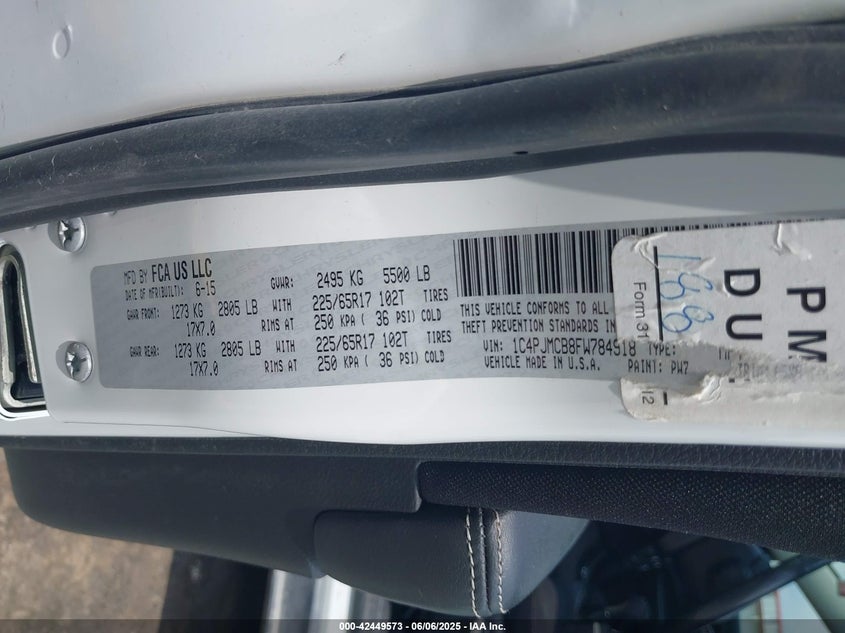 MFD BY FCA US LLC
DATE OF MFR(BUILT): 6-15 GVWR: 2495 KG 5500 LB
GAWR FRONT: 1273 KG 2805 LB WITH 225/65R17 102T TIRES
17X7.0 RIMS AT 250 KPA ( 36 PSI) COLD
GAWR REAR: 1273 KG 2805 LB WITH 225/65R17 102T TIRES
17X7.0 RIMS AT 250 KPA ( 36 PSI) COLD
THIS VEHICLE CONFORMS TO ALL
THEFT PREVENTION STANDARDS IN
VIN: 1C4PJMCB8FW784918 TYPE:
VEHICLE MADE IN U.S.A. PAINT: PW7
Form 31
188
DU
PM
000-42449573 - 06/06/2025 - IAA Inc.